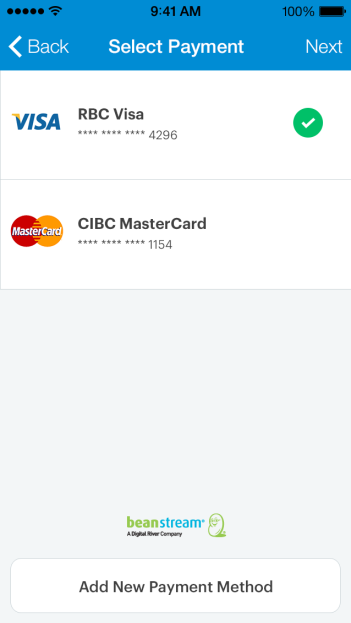 9:41 AM 100%
Back Select Payment Next
VISA RBC Visa
**** **** **** 4296
MasterCard CIBC MasterCard
**** **** **** 1154
beanstream®
A Digital River Company
Add New Payment Method